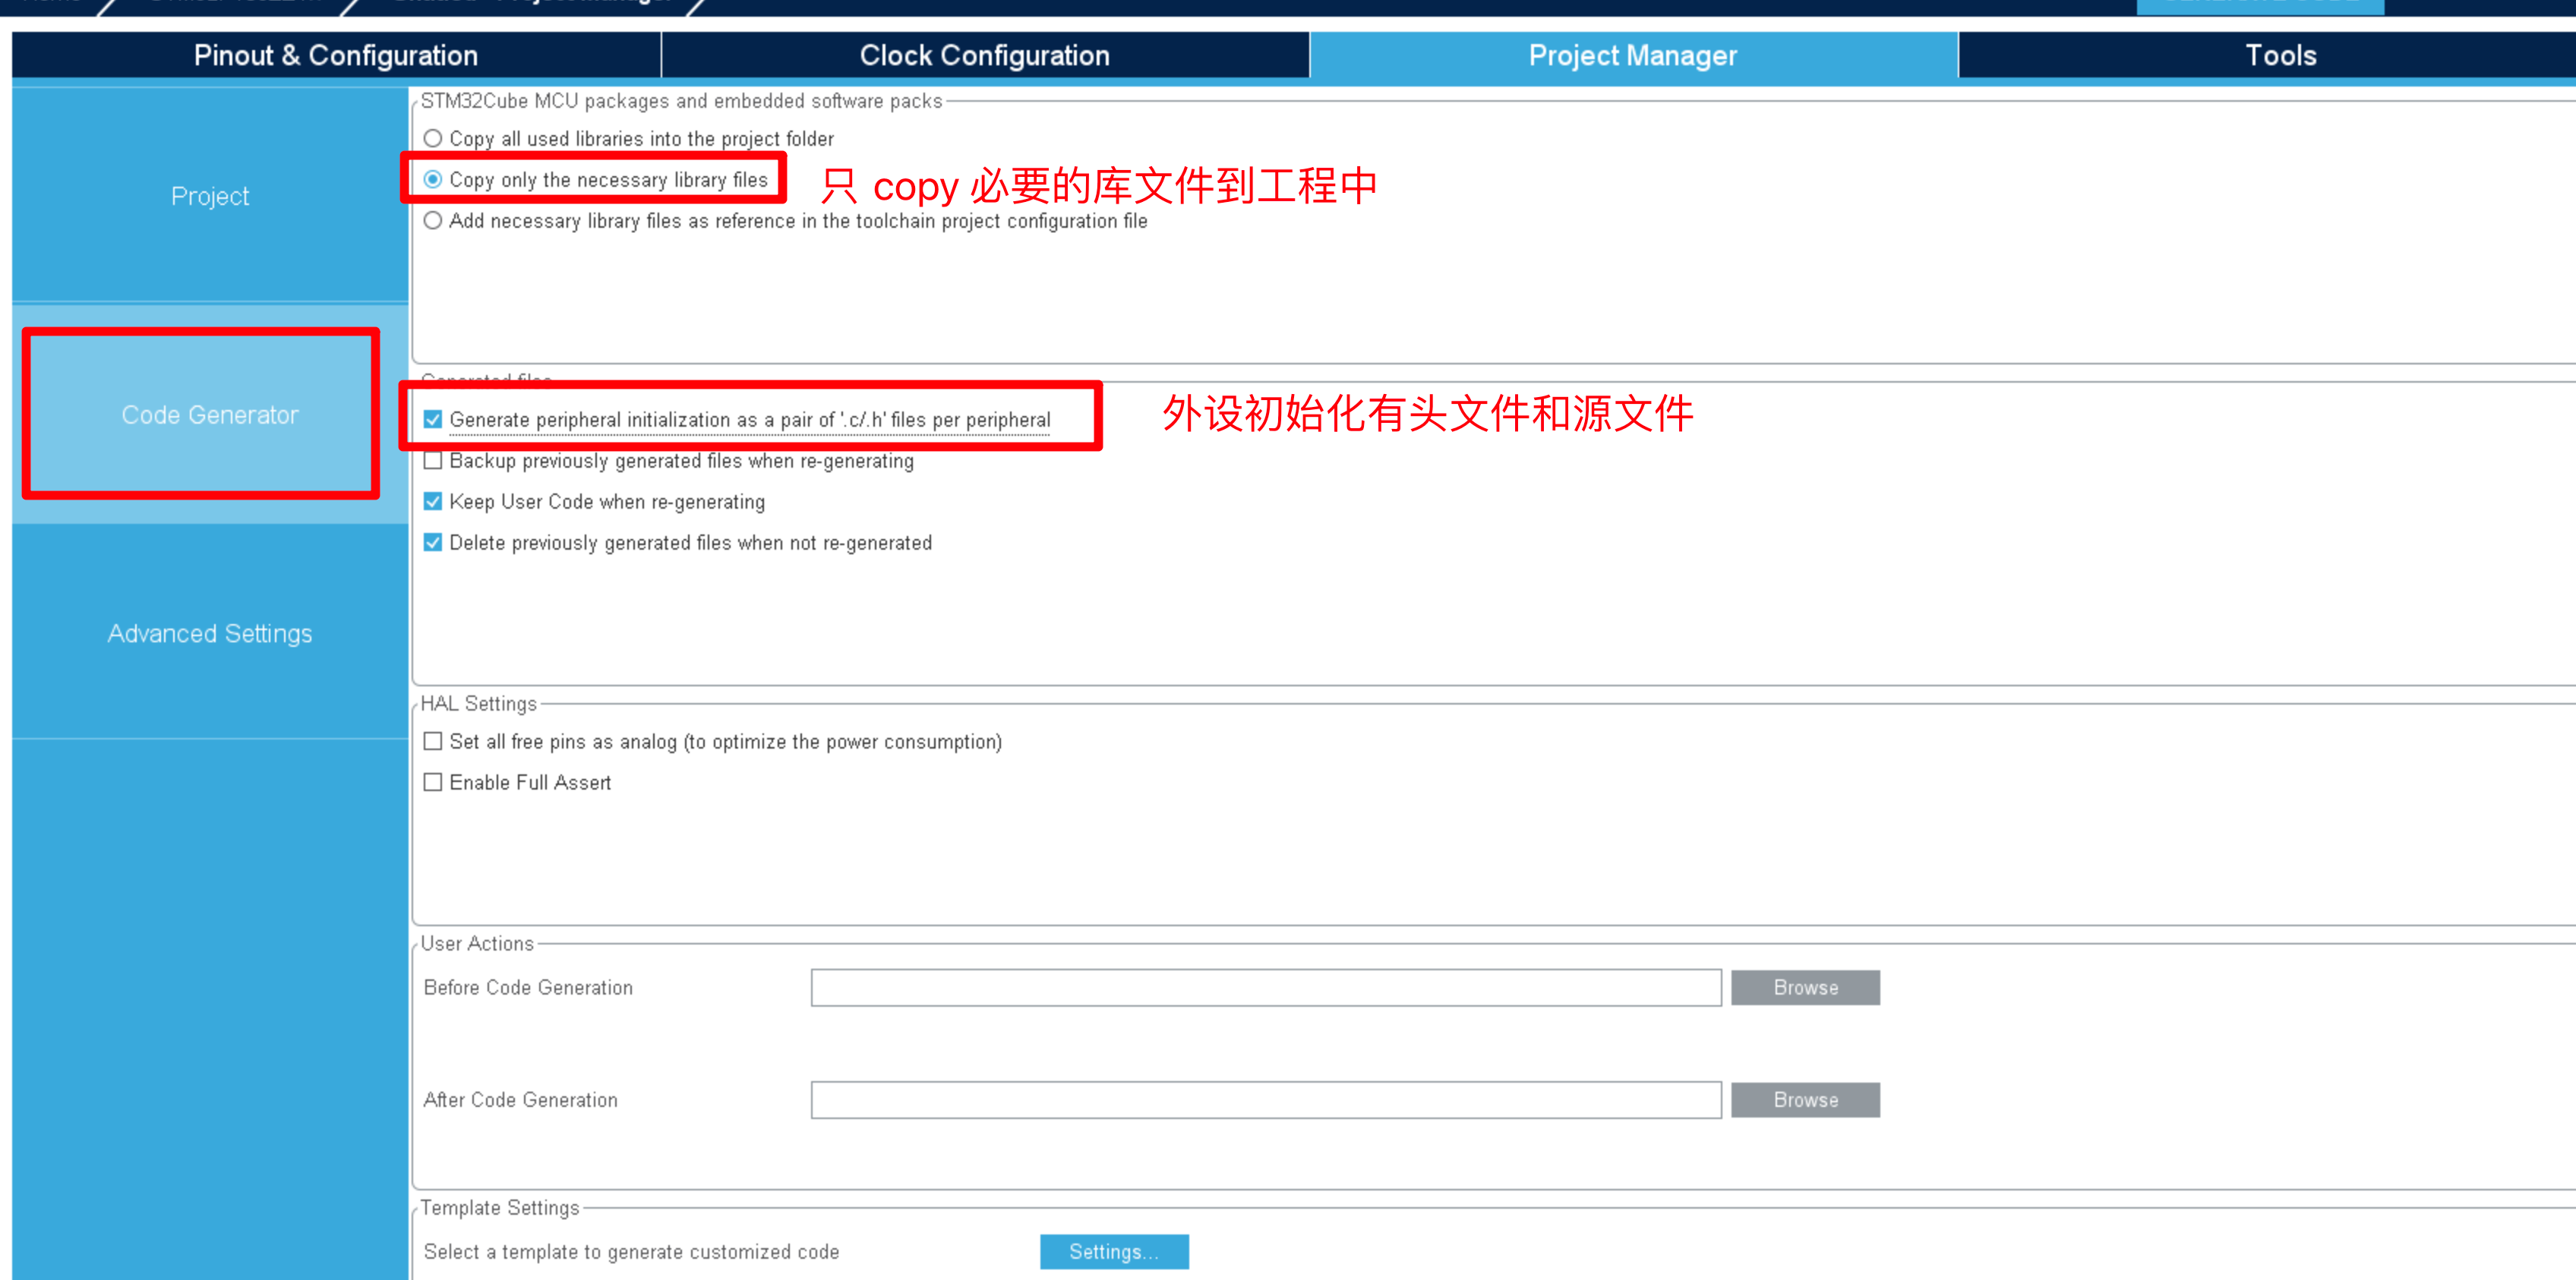 Pinout & Configuration
Clock Configuration
Project Manager
Tools
Project
Code Generator
Advanced Settings
STM32Cube MCU packages and embedded software packs
Copy all used libraries into the project folder
Copy only the necessary library files
只 copy 必要的库文件到工程中
Add necessary library files as reference in the toolchain project configuration file
Generate peripheral initialization as a pair of '.c/.h' files per peripheral
外设初始化有头文件和源文件
Backup previously generated files when re-generating
Keep User Code when re-generating
Delete previously generated files when not re-generated
HAL Settings
Set all free pins as analog (to optimize the power consumption)
Enable Full Assert
User Actions
Before Code Generation
Browse
After Code Generation
Browse
Template Settings
Select a template to generate customized code
Settings...